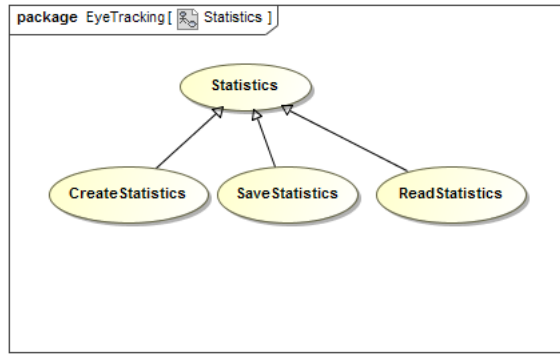 package EyeTracking [ Statistics ]
Statistics
CreateStatistics
SaveStatistics
ReadStatistics